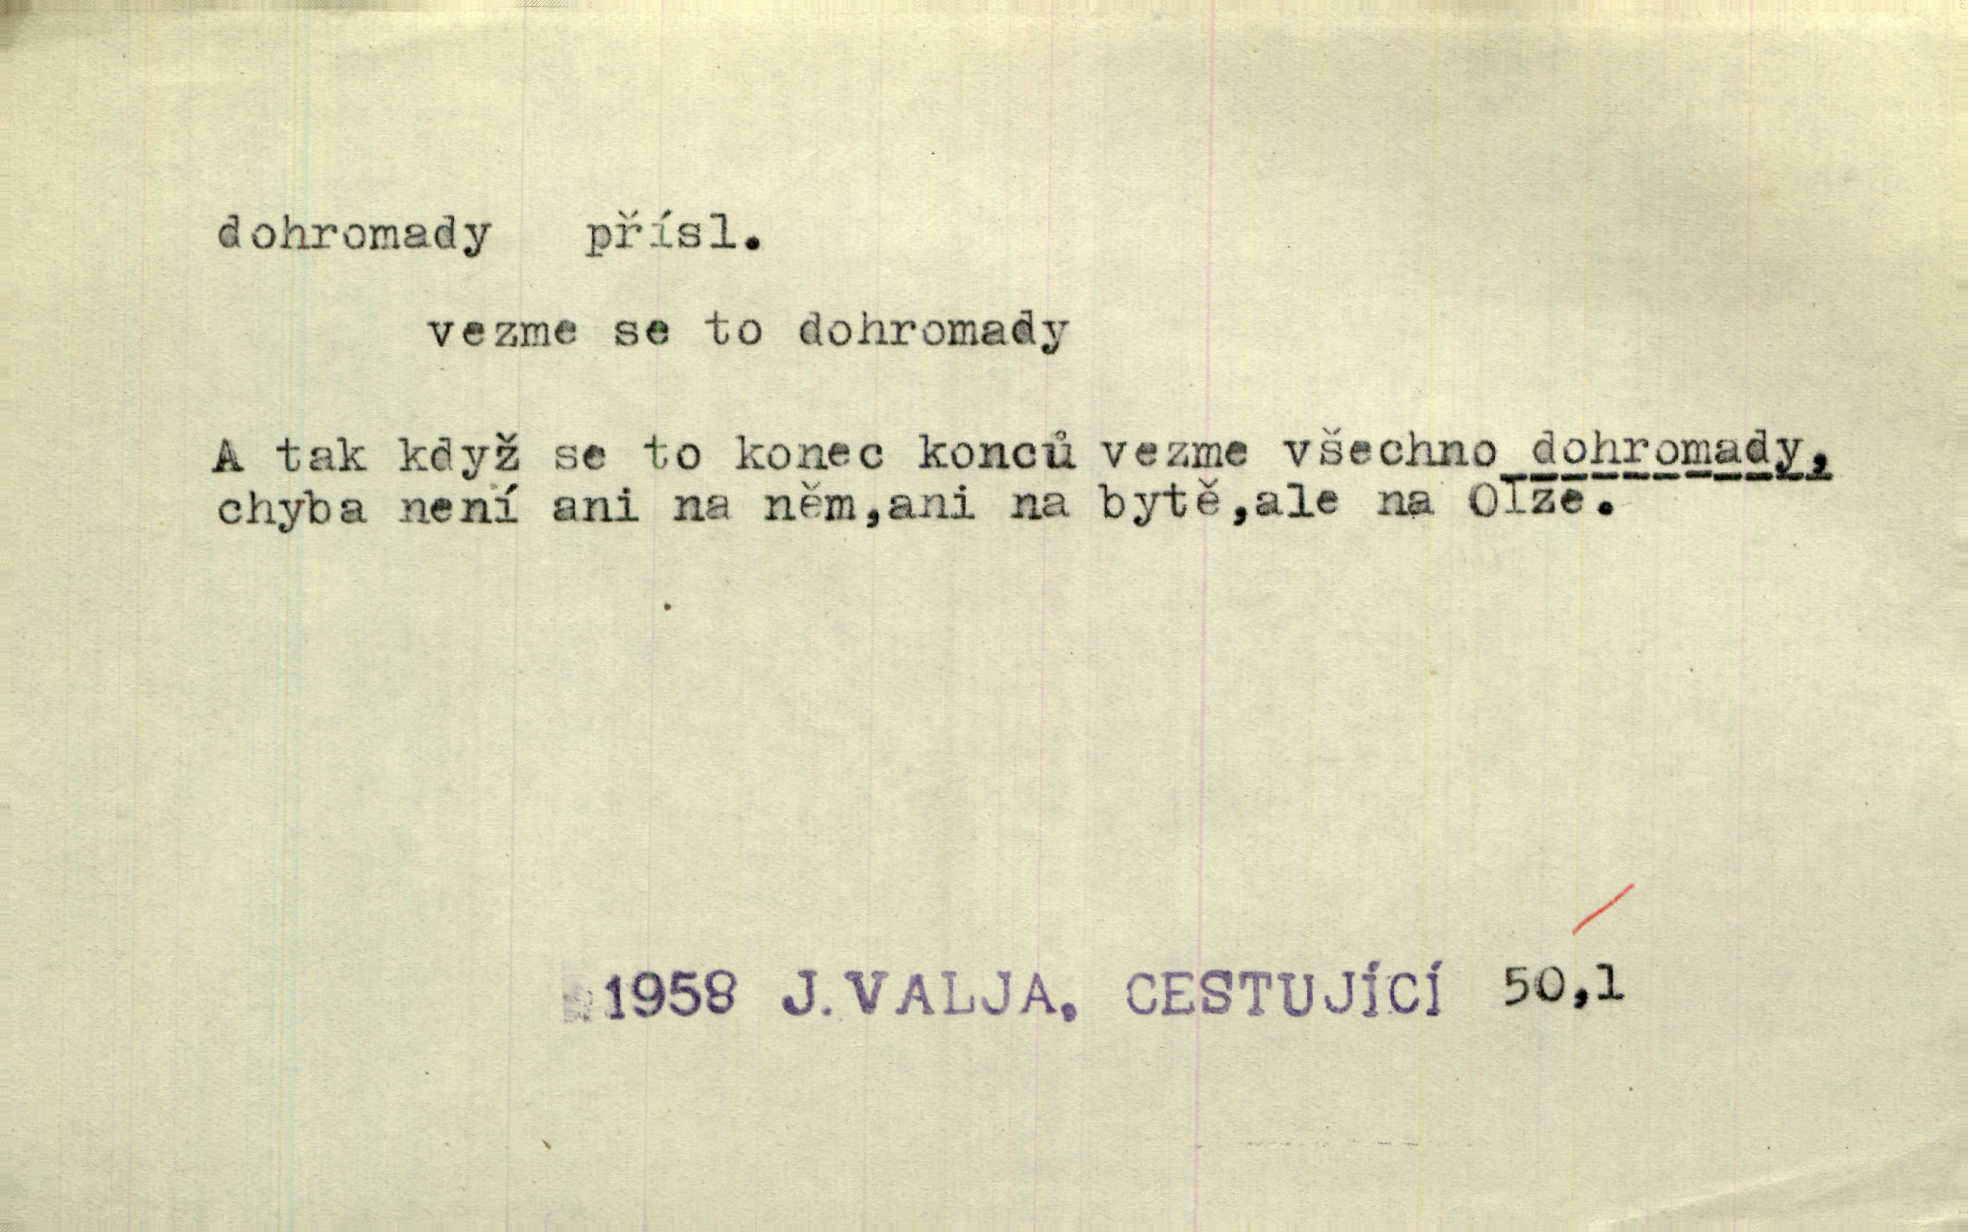 dohromady přísl.
vezme se to dohromady
A tak když se to konec konců vezme všechno dohromady,
chyba není ani na něm,ani na bytě,ale na Olze.
1958 J.VALJA, CESTUJÍCÍ 50,1